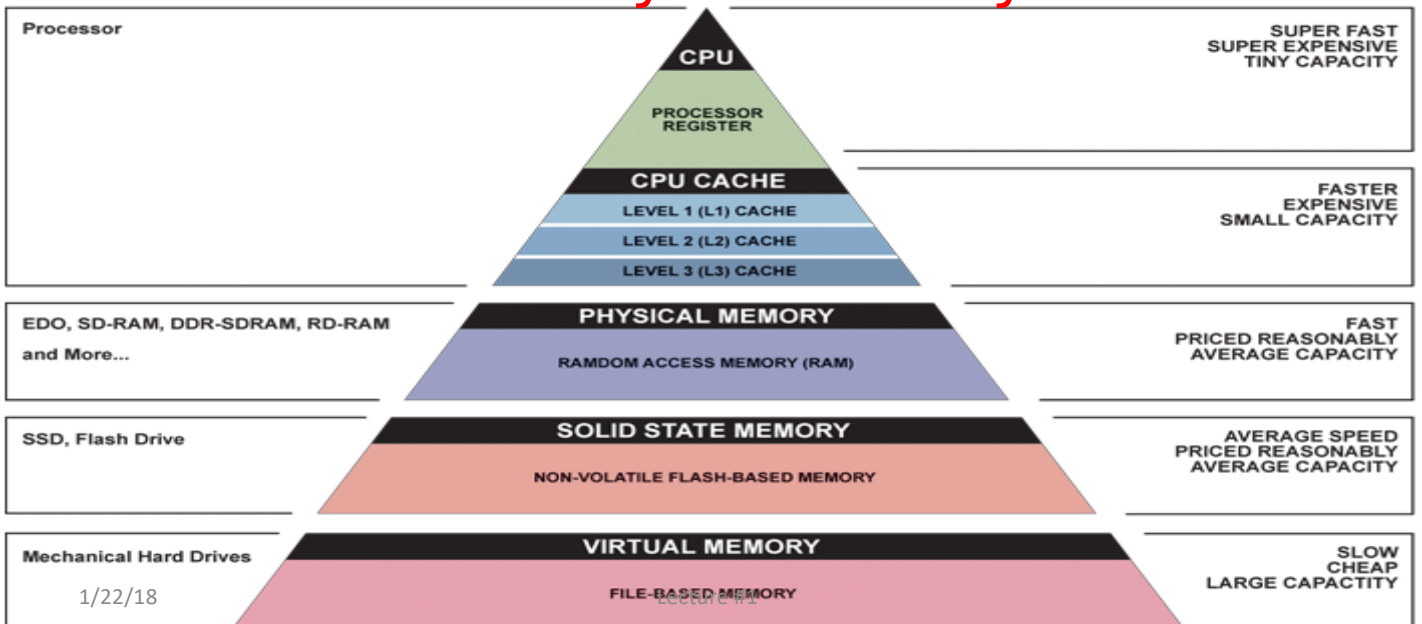 Processor
CPU
SUPER FAST
SUPER EXPENSIVE
TINY CAPACITY
PROCESSOR
REGISTER
CPU CACHE
LEVEL 1 (L1) CACHE
LEVEL 2 (L2) CACHE
LEVEL 3 (L3) CACHE
FASTER
EXPENSIVE
SMALL CAPACITY
EDO, SD-RAM, DDR-SDRAM, RD-RAM
and More...
PHYSICAL MEMORY
RAMDOM ACCESS MEMORY (RAM)
FAST
PRICED REASONABLY
AVERAGE CAPACITY
SSD, Flash Drive
SOLID STATE MEMORY
NON-VOLATILE FLASH-BASED MEMORY
AVERAGE SPEED
PRICED REASONABLY
AVERAGE CAPACITY
Mechanical Hard Drives
VIRTUAL MEMORY
FILE-BASED MEMORY
SLOW
CHEAP
LARGE CAPACTITY
1/22/18
Lecture #1